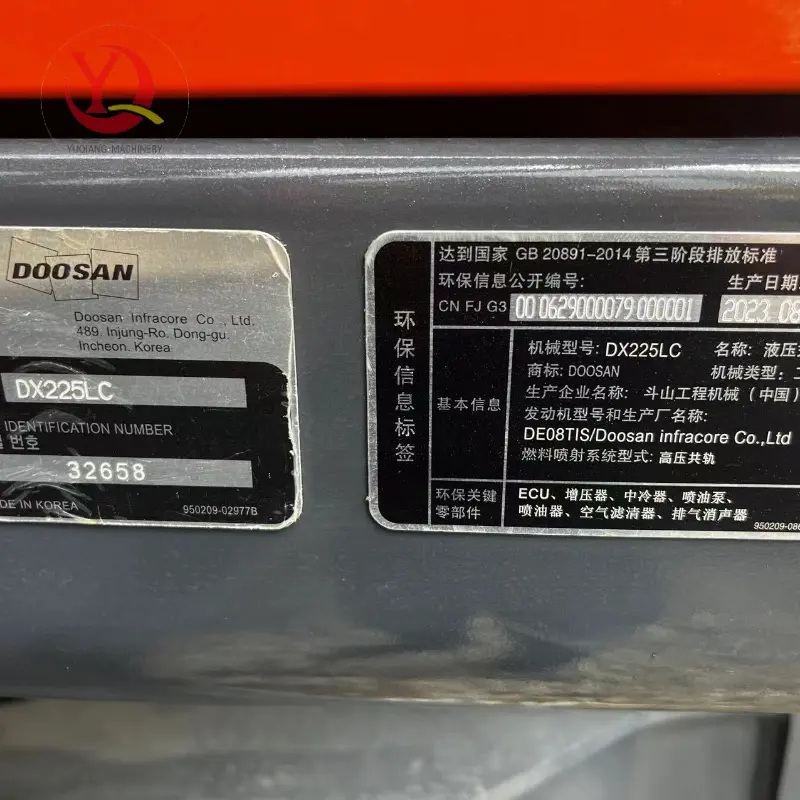 YUQIANG MACHINERY
DOOSAN
Doosan Infracore Co., Ltd.
489, Injung-Ro, Dong-gu,
Incheon, Korea
DX225LC
IDENTIFICATION NUMBER
번호
32658
DE IN KOREA
950209-02977B
环保信息标签
达到国家 GB 20891-2014 第三阶段排放标准
环保信息公开编号:
生产日期
CN FJ G3 00 0629000079 000001
2023 08
基本信息
机械型号: DX225LC 名称: 液压
商标: DOOSAN 机械类型:
生产企业名称: 斗山工程机械（中国）
发动机型号和生产厂名称:
DE08TIS/Doosan infracore Co.,Ltd
燃料喷射系统型式: 高压共轨
环保关键
零部件
ECU、增压器、中冷器、喷油泵、
喷油器、空气滤清器、排气消声器
950209-086